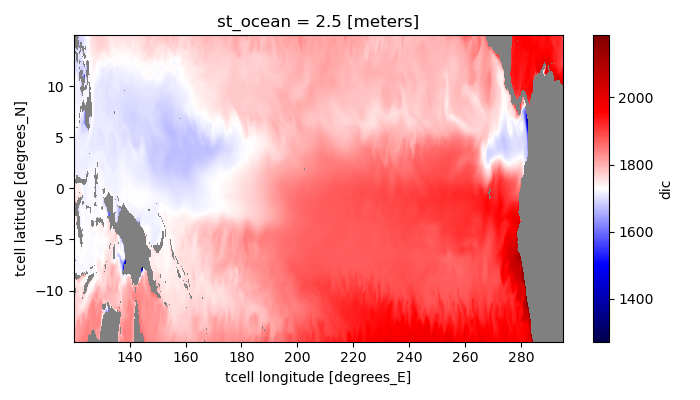 st_ocean = 2.5 [meters]
10
5
0
−5
−10
tcell latitude [degrees_N]
140 160 180 200 220 240 260 280
tcell longitude [degrees_E]
2000
1800
1600
1400
dic